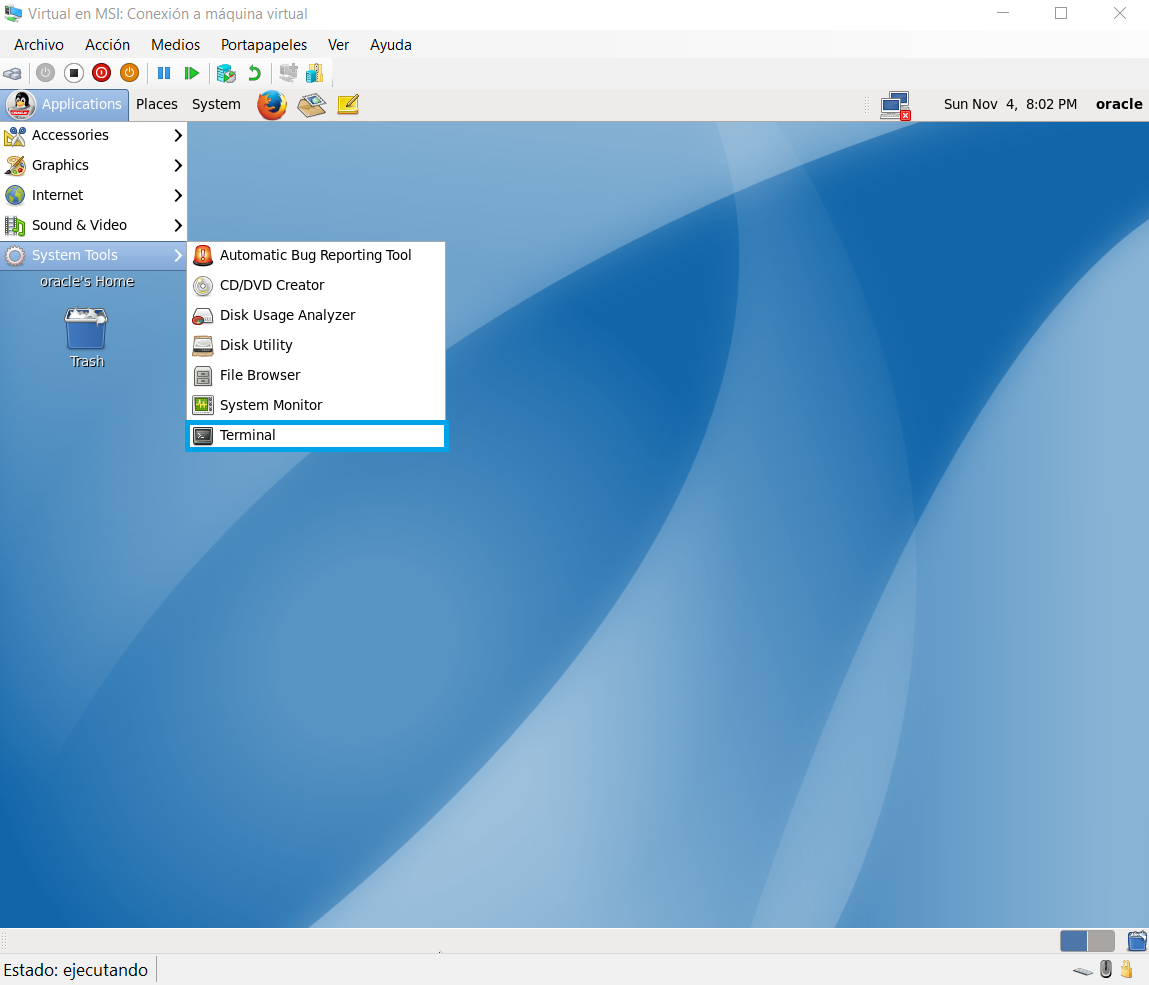 Virtual en MSI: Conexión a máquina virtual
Archivo Acción Medios Portapapeles Ver Ayuda
Applications Places System Sun Nov 4, 8:02 PM oracle
Accessories
Graphics
Internet
Sound & Video
System Tools
Automatic Bug Reporting Tool
CD/DVD Creator
Disk Usage Analyzer
Disk Utility
File Browser
System Monitor
Terminal
oracle's Home
Trash
Estado: ejecutando